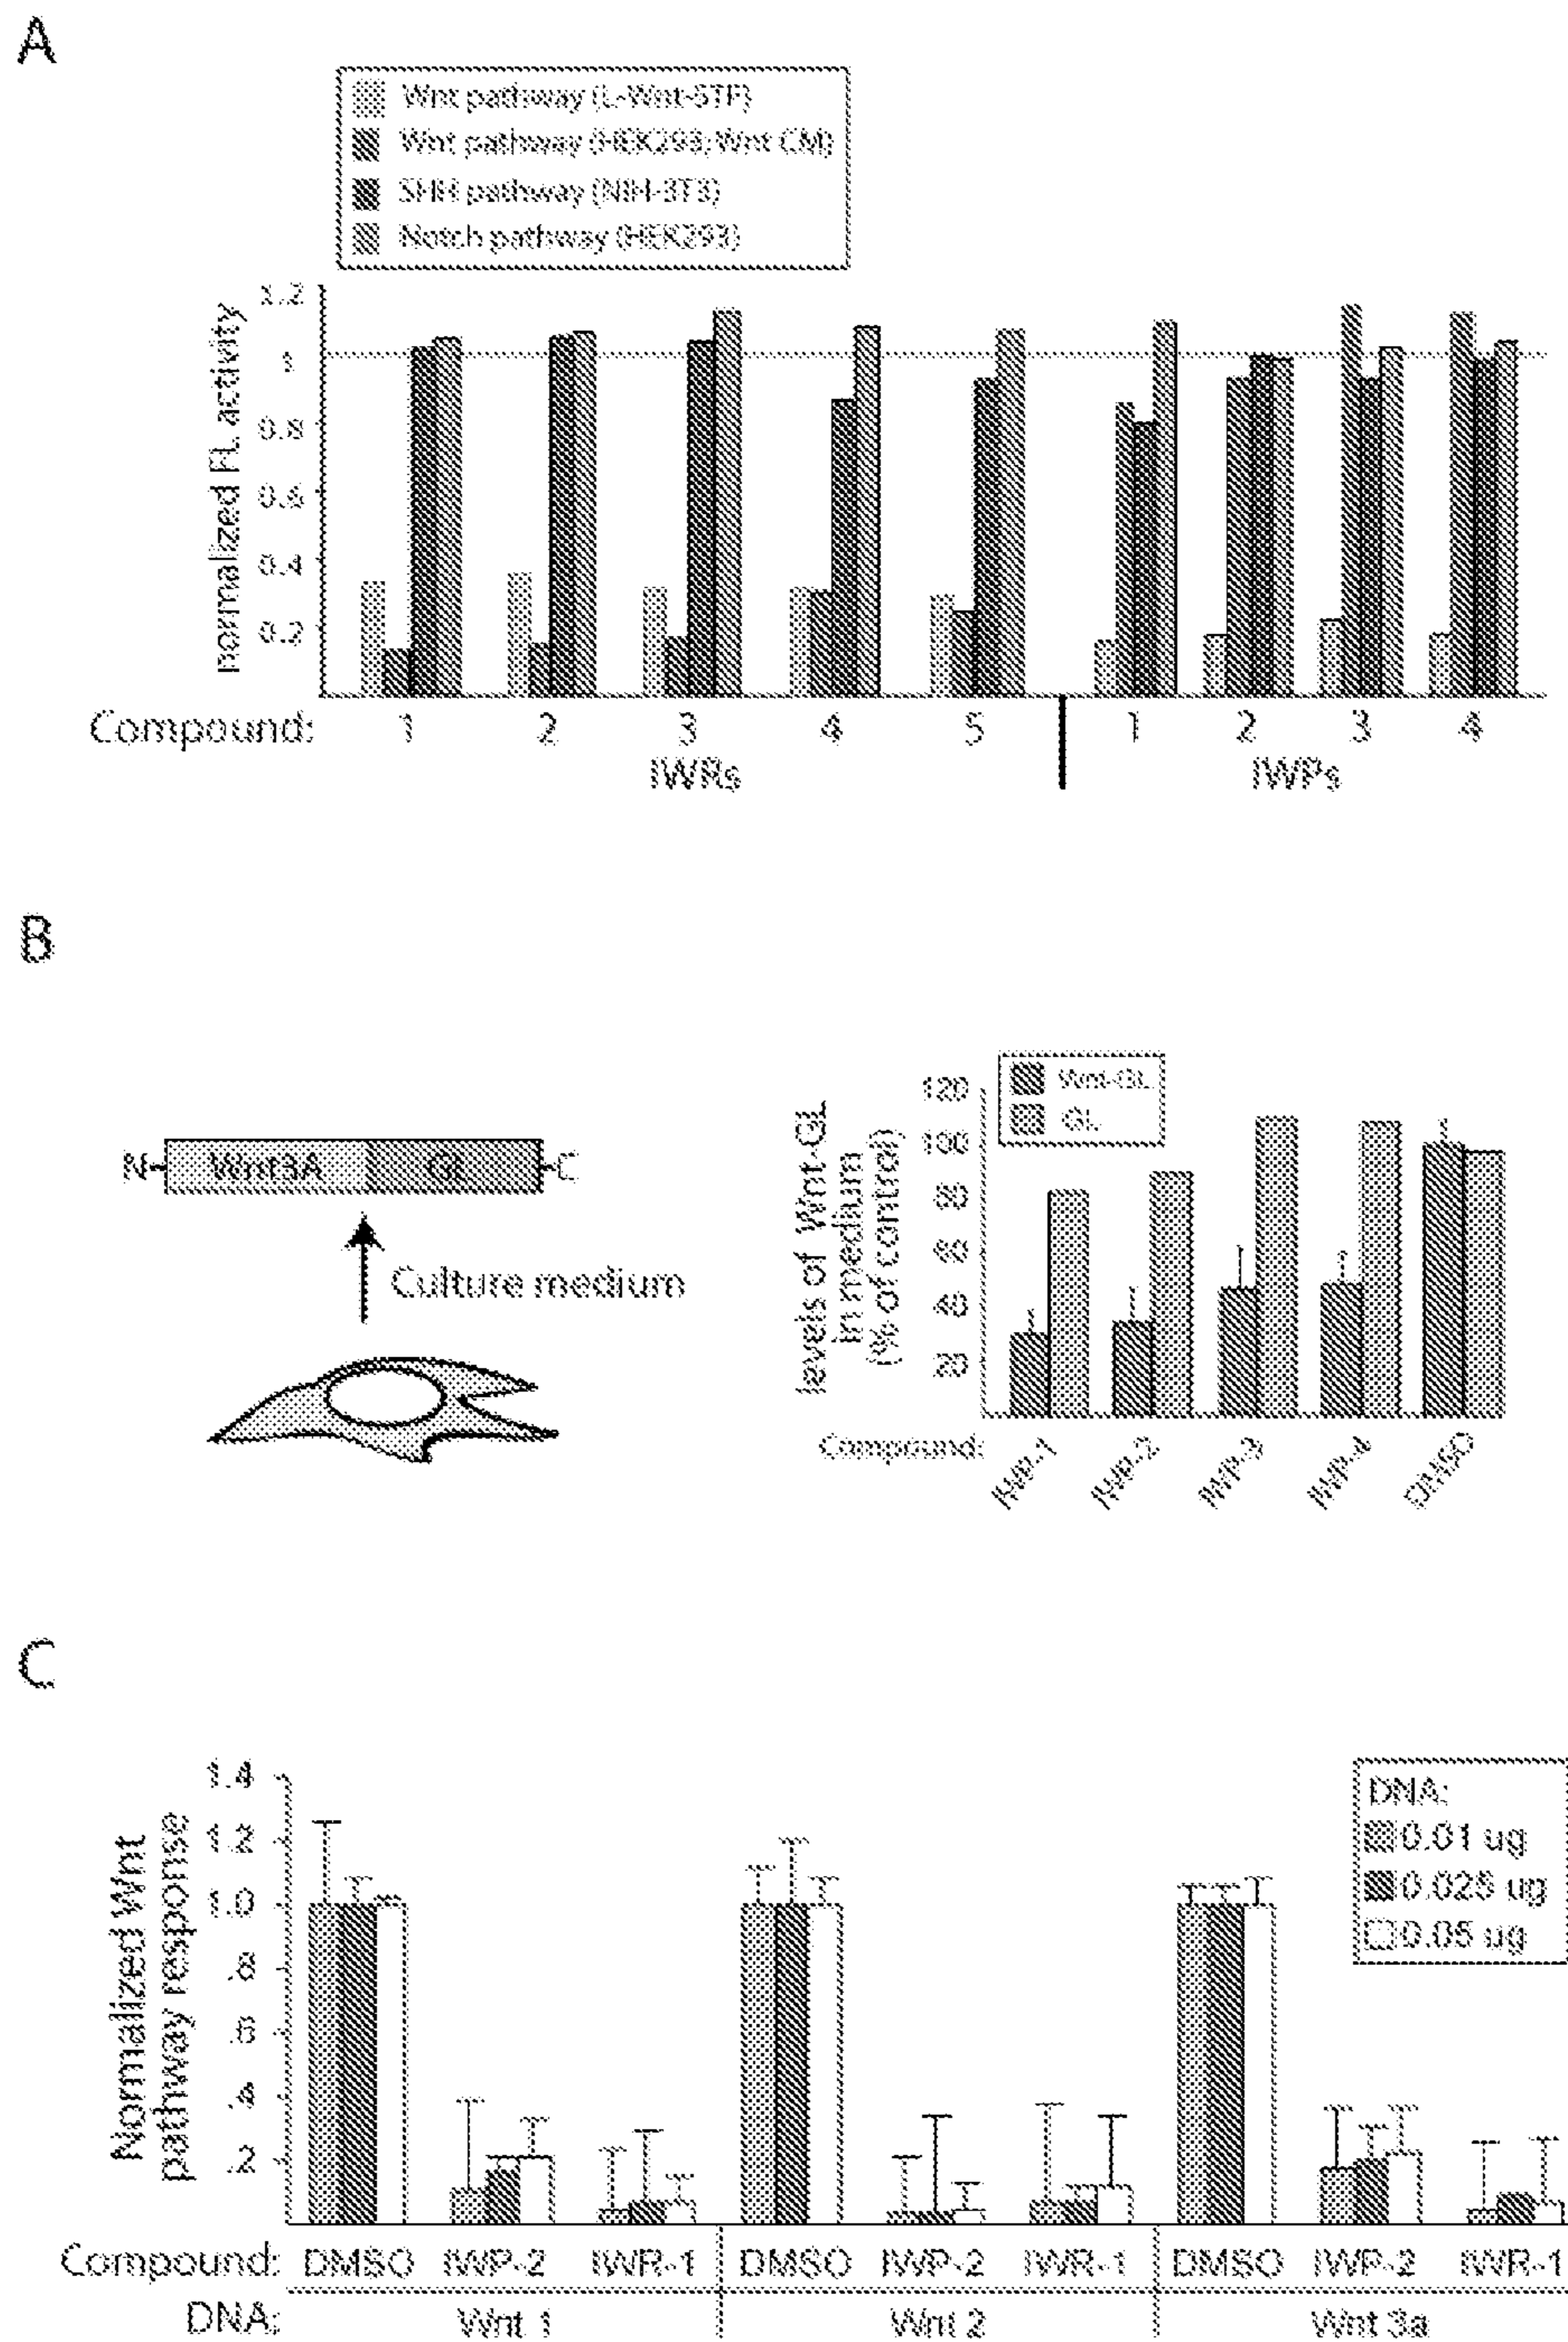 A
Wnt pathway (L-Wnt-STF)
Wnt pathway (HEK293; Wnt CM)
SHH pathway (NIH-3T3)
Notch pathway (HEK293)
normalized FL activity
1.2
1
0.8
0.6
0.4
0.2
Compound: 1 2 3 4 5 1 2 3 4
IWRs IWPs
B
N- Wnt3A GL -C
Culture medium
levels of Wnt-GL
in medium
(% of control)
120
100
80
60
40
20
Wnt-GL
GL
Compound: IWP-1 IWP-2 IWP-3 IWP-4 DMSO
C
Normalized Wnt
pathway response
1.4
1.2
1.0
.8
.6
.4
.2
DNA:
0.01 ug
0.025 ug
0.05 ug
Compound: DMSO IWP-2 IWR-1 DMSO IWP-2 IWR-1 DMSO IWP-2 IWR-1
DNA: Wnt 1 Wnt 2 Wnt 3a